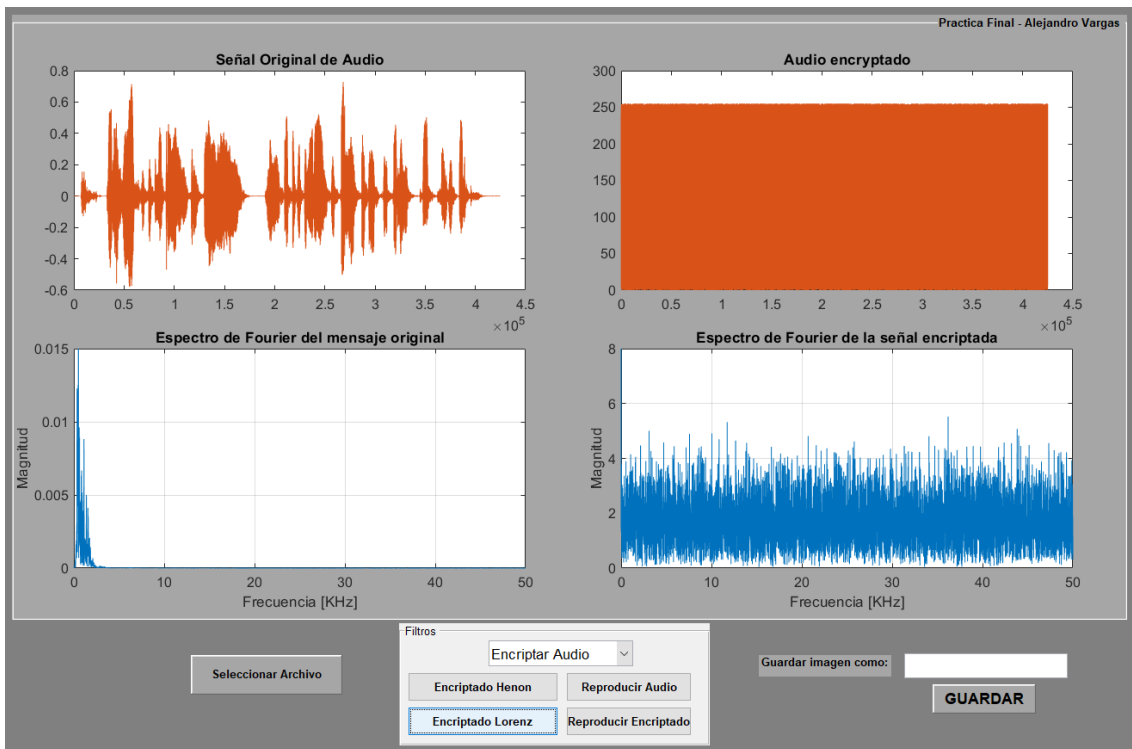 Practica Final - Alejandro Vargas
Señal Original de Audio
0.8
0.6
0.4
0.2
0
-0.2
-0.4
-0.6
0 0.5 1 1.5 2 2.5 3 3.5 4 4.5
×10^5
Audio encryptado
300
250
200
150
100
50
0
0 0.5 1 1.5 2 2.5 3 3.5 4 4.5
×10^5
Espectro de Fourier del mensaje original
0.015
0.01
0.005
0
Magnitud
0 10 20 30 40 50
Frecuencia [KHz]
Espectro de Fourier de la señal encriptada
8
6
4
2
0
Magnitud
0 10 20 30 40 50
Frecuencia [KHz]
Seleccionar Archivo
Filtros
Encriptar Audio
Encriptado Henon
Reproducir Audio
Encriptado Lorenz
Reproducir Encriptado
Guardar imagen como:
GUARDAR